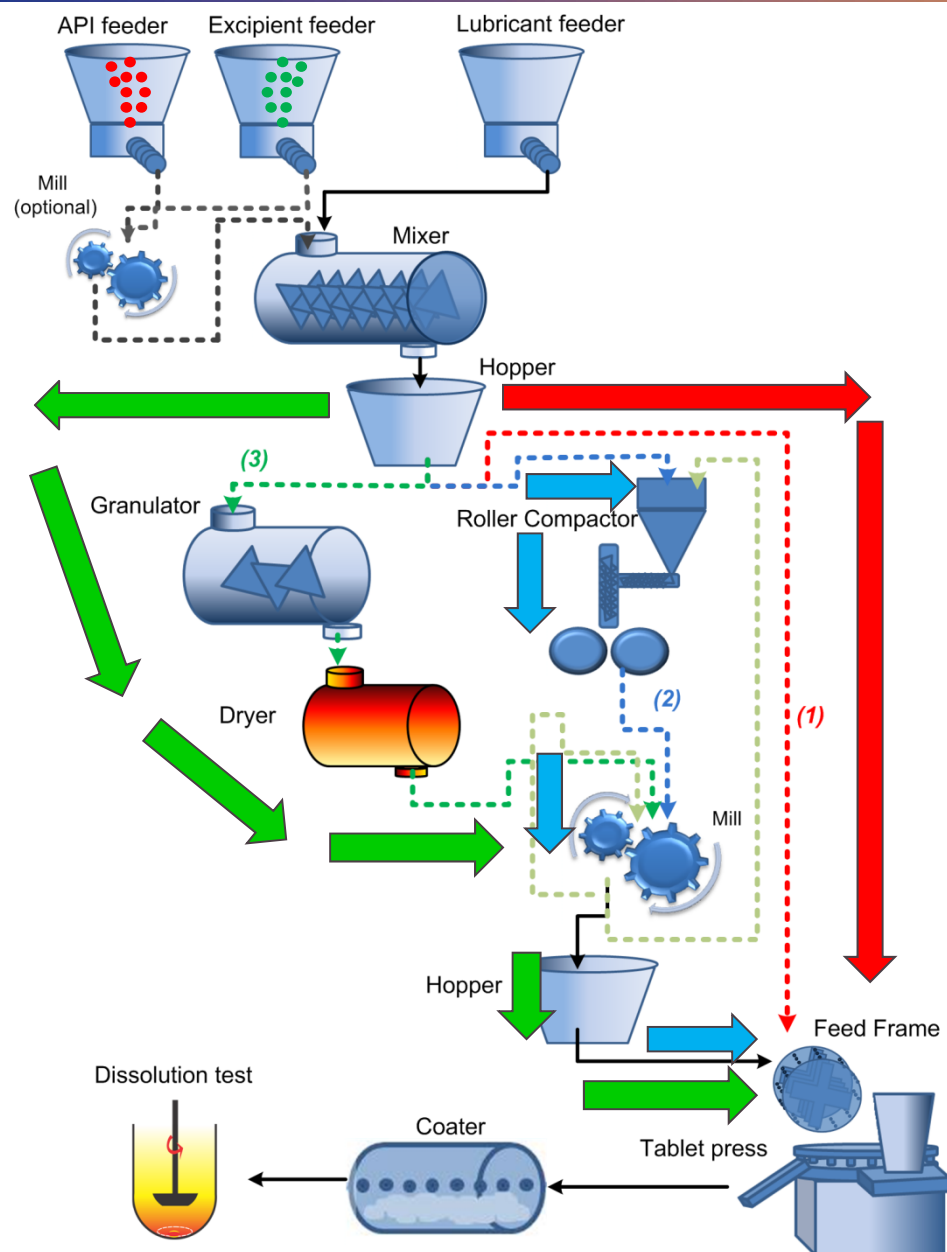 API feeder
Excipient feeder
Lubricant feeder
Mill
(optional)
Mixer
Hopper
(3)
Granulator
Roller Compactor
Dryer
(2)
(1)
Mill
Hopper
Feed Frame
Dissolution test
Coater
Tablet press